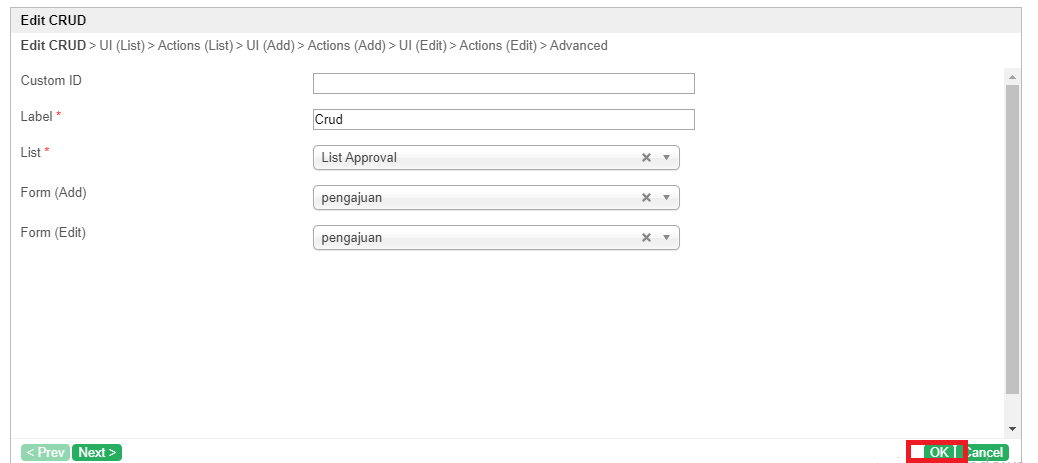 Edit CRUD
Edit CRUD > UI (List) > Actions (List) > UI (Add) > Actions (Add) > UI (Edit) > Actions (Edit) > Advanced
Custom ID
Label * Crud
List * List Approval
Form (Add) pengajuan
Form (Edit) pengajuan
< Prev Next > OK Cancel